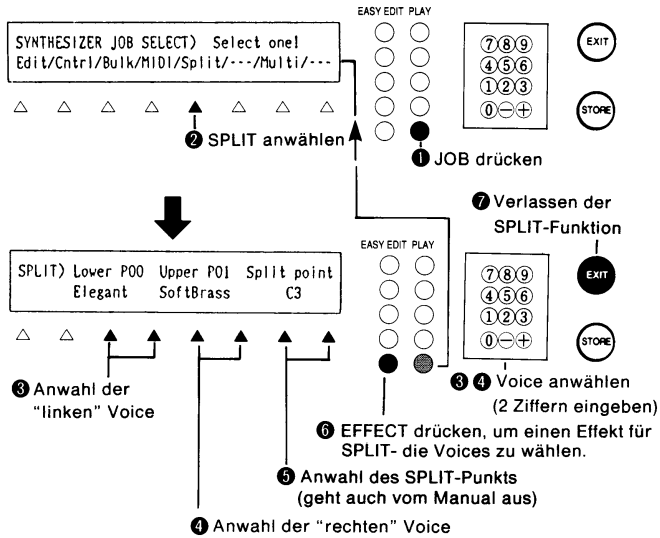 EASY EDIT PLAY
SYNTHESIZER JOB SELECT) Select one!
Edit/Cntrl/Bulk/MIDI/Split/---/Multi/---
⑦⑧⑨
④⑤⑥
①②③
⓪⊖⊕
EXIT
STORE
❷ SPLIT anwählen
❶ JOB drücken
❼ Verlassen der
SPLIT-Funktion
EASY EDIT PLAY
SPLIT) Lower P00 Upper P01 Split point
Elegant SoftBrass C3
⑦⑧⑨
④⑤⑥
①②③
⓪⊖⊕
EXIT
STORE
❸ Anwahl der
“linken” Voice
❸ ❹ Voice anwählen
(2 Ziffern eingeben)
❻ EFFECT drücken, um einen Effekt für
SPLIT- die Voices zu wählen.
❺ Anwahl des SPLIT-Punkts
(geht auch vom Manual aus)
❹ Anwahl der “rechten” Voice